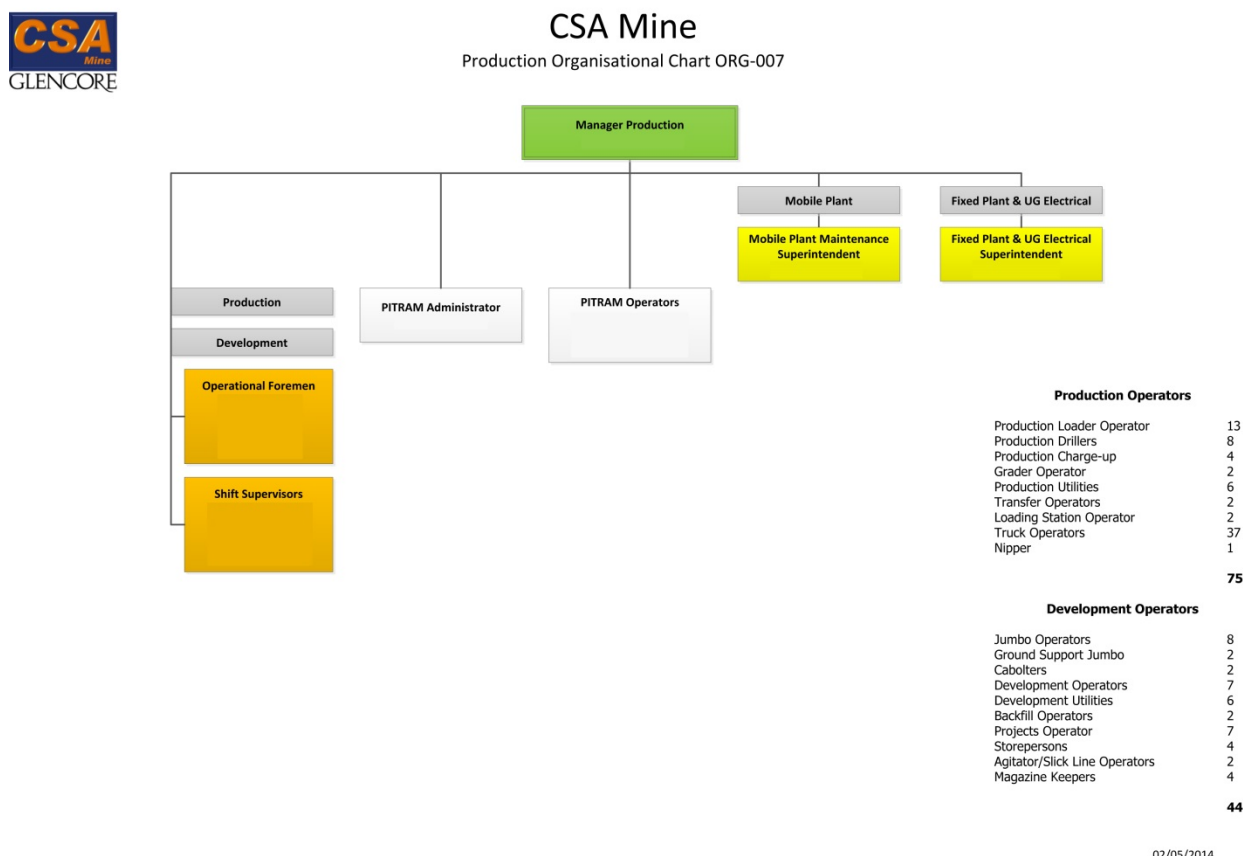 CSA
Mine
GLENCORE
CSA Mine
Production Organisational Chart ORG-007
Manager Production
Mobile Plant
Fixed Plant & UG Electrical
Mobile Plant Maintenance
Superintendent
Fixed Plant & UG Electrical
Superintendent
Production
Development
PITRAM Administrator
PITRAM Operators
Operational Foremen
Shift Supervisors
Production Operators
Production Loader Operator 13
Production Drillers 8
Production Charge-up 4
Grader Operator 2
Production Utilities 6
Transfer Operators 2
Loading Station Operator 2
Truck Operators 37
Nipper 1
75
Development Operators
Jumbo Operators 8
Ground Support Jumbo 2
Cabolters 2
Development Operators 7
Development Utilities 6
Backfill Operators 2
Projects Operator 7
Storepersons 4
Agitator/Slick Line Operators 2
Magazine Keepers 4
44
02/05/2014